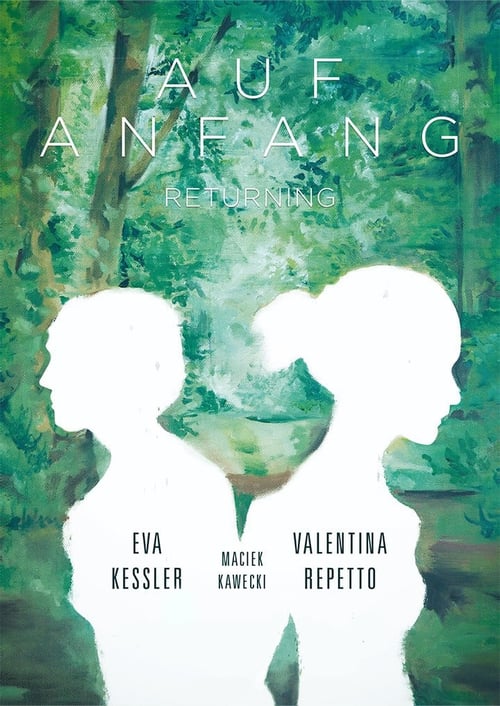 AUF
ANFANG
RETURNING
EVA
KESSLER
MACIEK
KAWECKI
VALENTINA
REPETTO